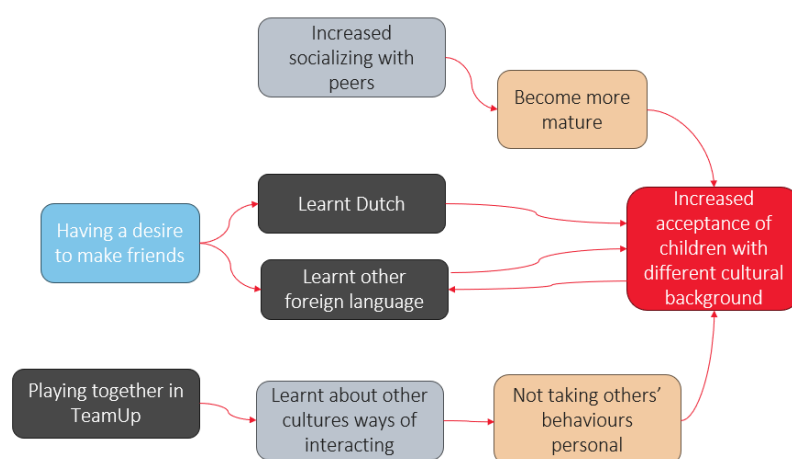 Increased
socializing with
peers
Become more
mature
Having a desire
to make friends
Learnt Dutch
Learnt other
foreign language
Increased
acceptance of
children with
different cultural
background
Playing together in
TeamUp
Learnt about other
cultures ways of
interacting
Not taking others’
behaviours
personal